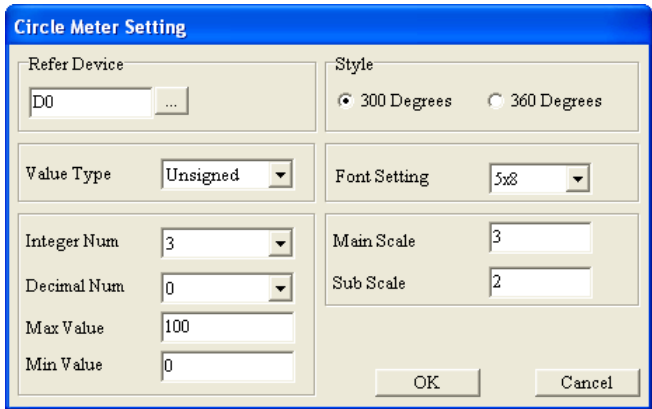 Circle Meter Setting
Refer Device
D0
...
Style
300 Degrees
360 Degrees
Value Type
Unsigned
Font Setting
5x8
Integer Num
3
Decimal Num
0
Max Value
100
Min Value
0
Main Scale
3
Sub Scale
2
OK
Cancel